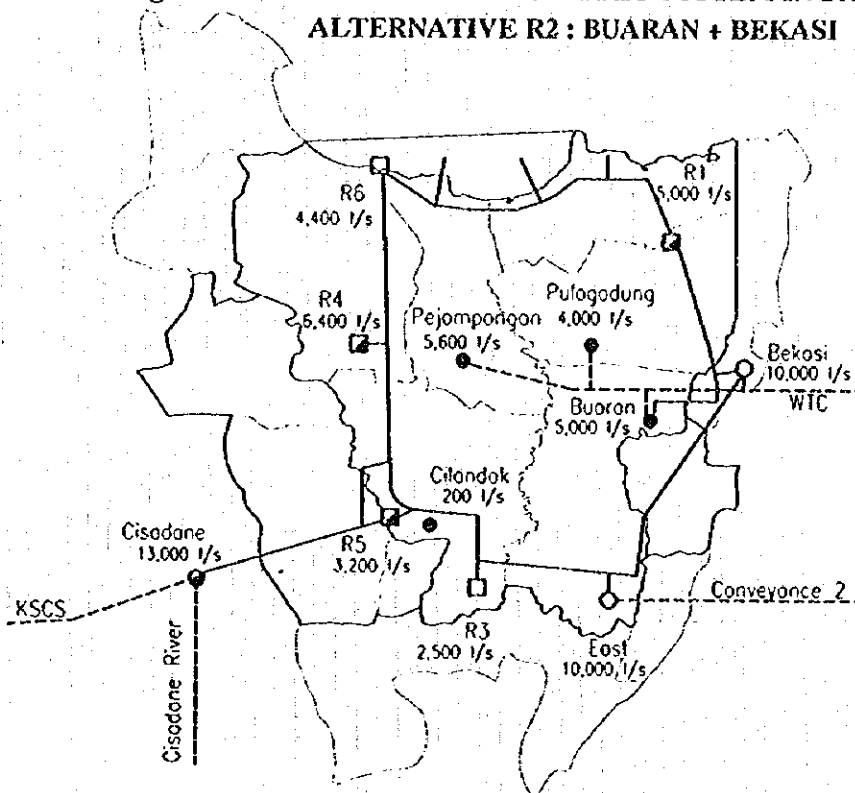 ALTERNATIVE R2 : BUARAN + BEKASI
R6
4,400 l/s
R1
5,000 l/s
R4
6,400 l/s
Pejompongan
5,600 l/s
Pulogadung
4,000 l/s
Bekasi
10,000 l/s
WTC
Buaran
5,000 l/s
Cilandak
200 l/s
Cisadane
13,000 l/s
R5
3,200 l/s
KSCS
Cisadane River
R3
2,500 l/s
East
10,000 l/s
Conveyance 2